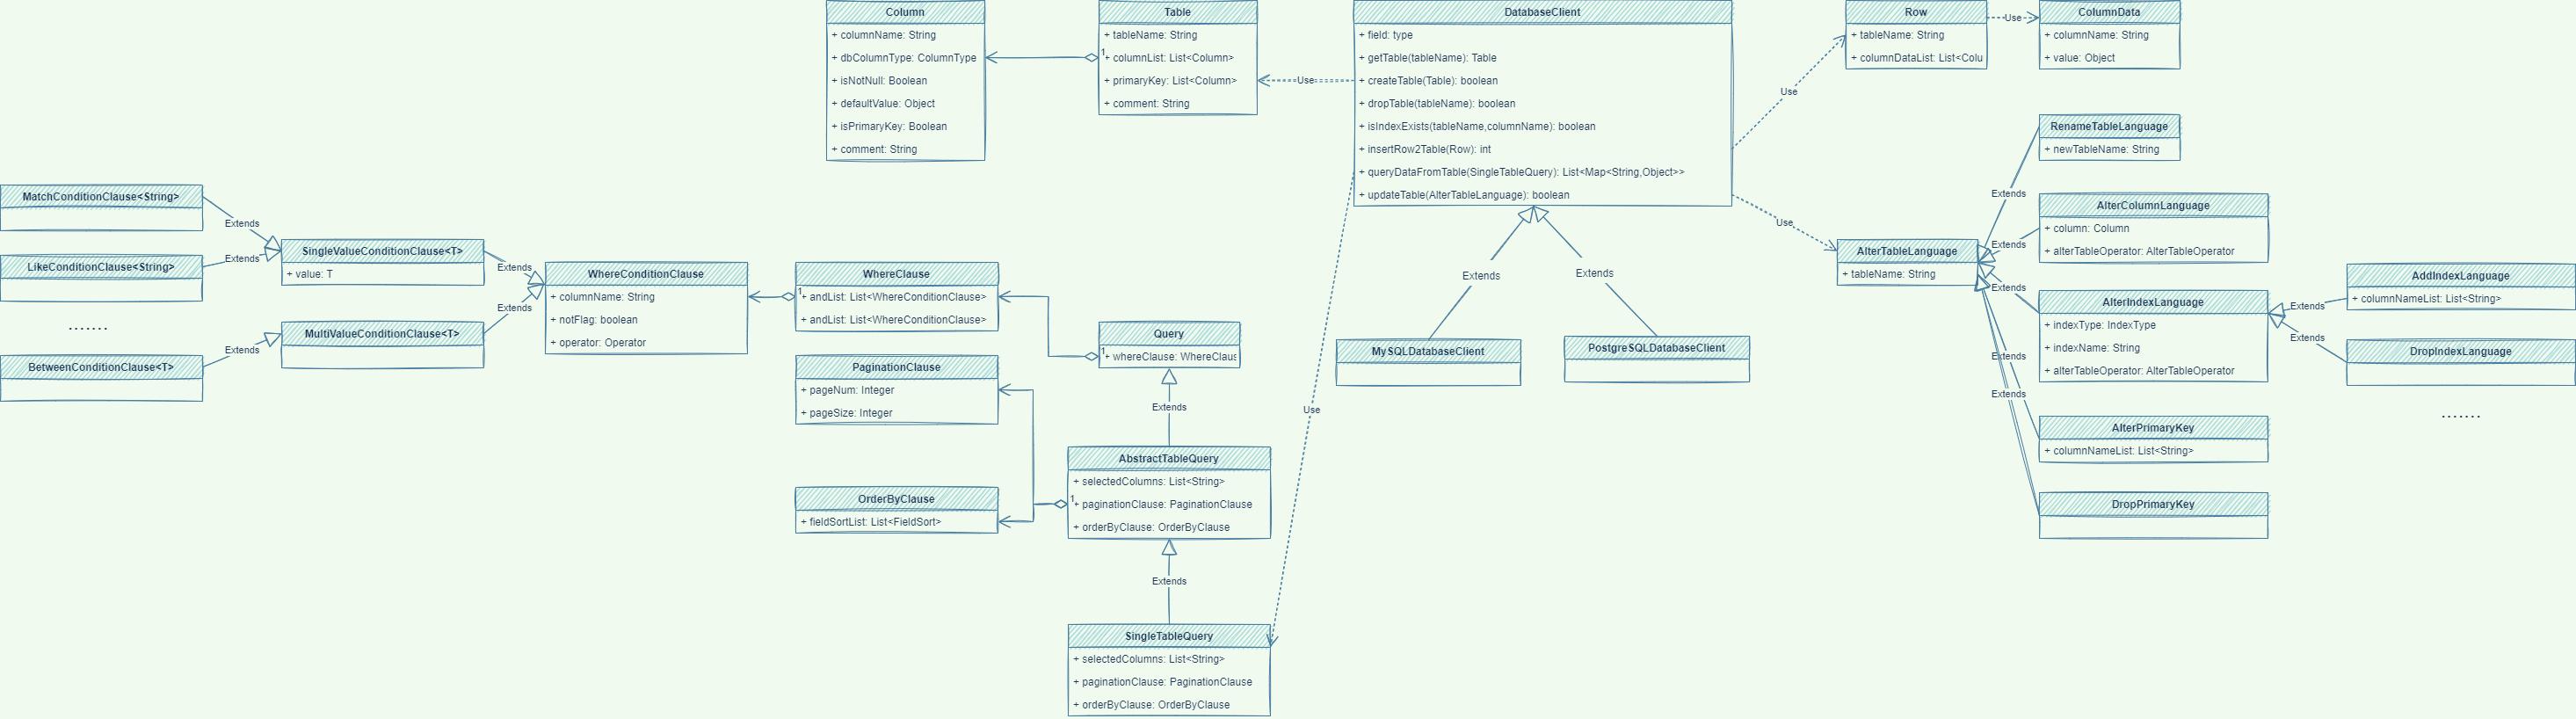 Column
+ columnName: String
+ dbColumnType: ColumnType
+ isNotNull: Boolean
+ defaultValue: Object
+ isPrimaryKey: Boolean
+ comment: String
Table
+ tableName: String
1
+ columnList: List<Column>
+ primaryKey: List<Column>
+ comment: String
Use
DatabaseClient
+ field: type
+ getTable(tableName): Table
+ createTable(Table): boolean
+ dropTable(tableName): boolean
+ isIndexExists(tableName,columnName): boolean
+ insertRow2Table(Row): int
+ queryDataFromTable(SingleTableQuery): List<Map<String,Object>>
+ updateTable(AlterTableLanguage): boolean
Use
Use
Use
Row
+ tableName: String
+ columnDataList: List<Colu
Use
ColumnData
+ columnName: String
+ value: Object
RenameTableLanguage
+ newTableName: String
Extends
AlterColumnLanguage
+ column: Column
+ alterTableOperator: AlterTableOperator
Extends
AlterTableLanguage
+ tableName: String
Extends
AlterIndexLanguage
+ indexType: IndexType
+ indexName: String
+ alterTableOperator: AlterTableOperator
Extends
AddIndexLanguage
+ columnNameList: List<String>
Extends
DropIndexLanguage
.......
Extends
AlterPrimaryKey
+ columnNameList: List<String>
Extends
DropPrimaryKey
Extends
Extends
MySQLDatabaseClient
PostgreSQLDatabaseClient
MatchConditionClause<String>
Extends
LikeConditionClause<String>
Extends
.......
BetweenConditionClause<T>
Extends
SingleValueConditionClause<T>
+ value: T
Extends
MultiValueConditionClause<T>
Extends
WhereConditionClause
+ columnName: String
+ notFlag: boolean
+ operator: Operator
WhereClause
1
+ andList: List<WhereConditionClause>
+ andList: List<WhereConditionClause>
PaginationClause
+ pageNum: Integer
+ pageSize: Integer
OrderByClause
+ fieldSortList: List<FieldSort>
Query
1
+ whereClause: WhereClaus
Extends
AbstractTableQuery
+ selectedColumns: List<String>
1
+ paginationClause: PaginationClause
+ orderByClause: OrderByClause
Extends
SingleTableQuery
+ selectedColumns: List<String>
+ paginationClause: PaginationClause
+ orderByClause: OrderByClause